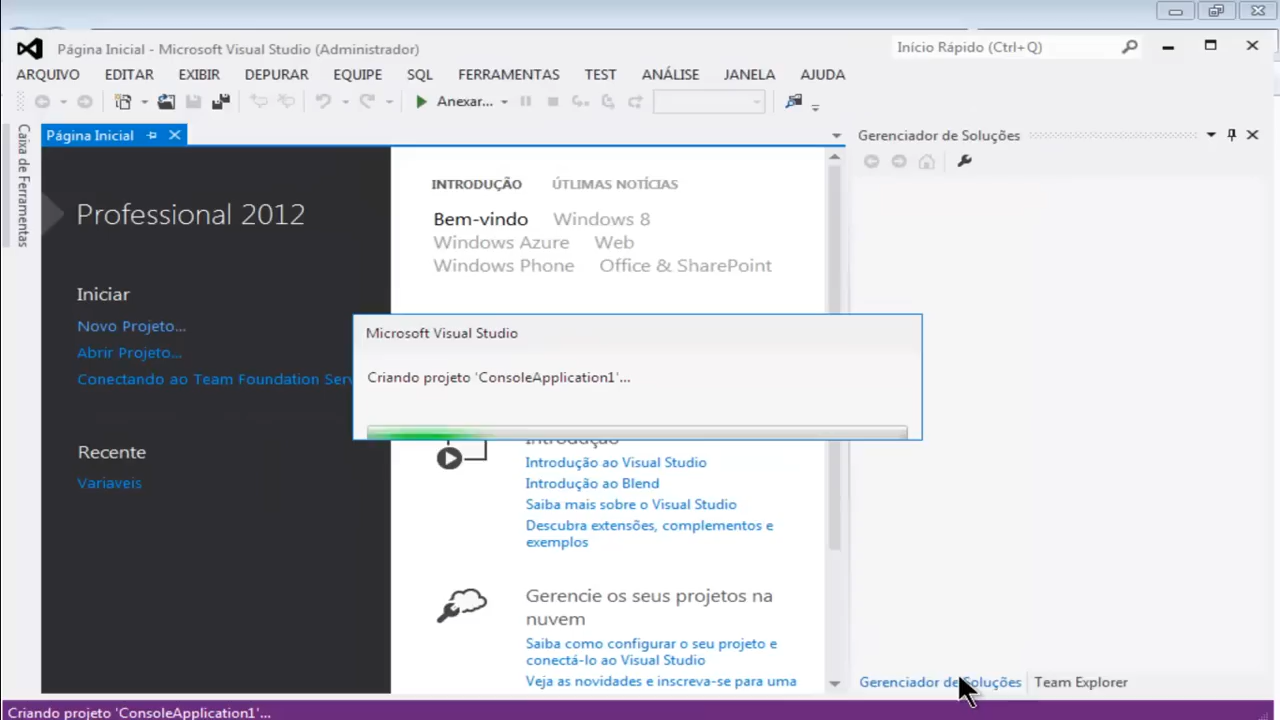 Página Inicial - Microsoft Visual Studio (Administrador)
Início Rápido (Ctrl+Q)
ARQUIVO EDITAR EXIBIR DEPURAR EQUIPE SQL FERRAMENTAS TEST ANÁLISE JANELA AJUDA
Anexar...
Caixa de Ferramentas
Página Inicial
Gerenciador de Soluções
Professional 2012
Iniciar
Novo Projeto...
Abrir Projeto...
Conectando ao Team Foundation Serv
Recente
Variaveis
INTRODUÇÃO ÚTLIMAS NOTÍCIAS
Bem-vindo Windows 8
Windows Azure Web
Windows Phone Office & SharePoint
Microsoft Visual Studio
Criando projeto 'ConsoleApplication1'...
Introdução
Introdução ao Visual Studio
Introdução ao Blend
Saiba mais sobre o Visual Studio
Descubra extensões, complementos e
exemplos
Gerencie os seus projetos na
nuvem
Saiba como configurar o seu projeto e
conectá-lo ao Visual Studio
Veja as novidades e inscreva-se para uma
Gerenciador de Soluções Team Explorer
Criando projeto 'ConsoleApplication1'...